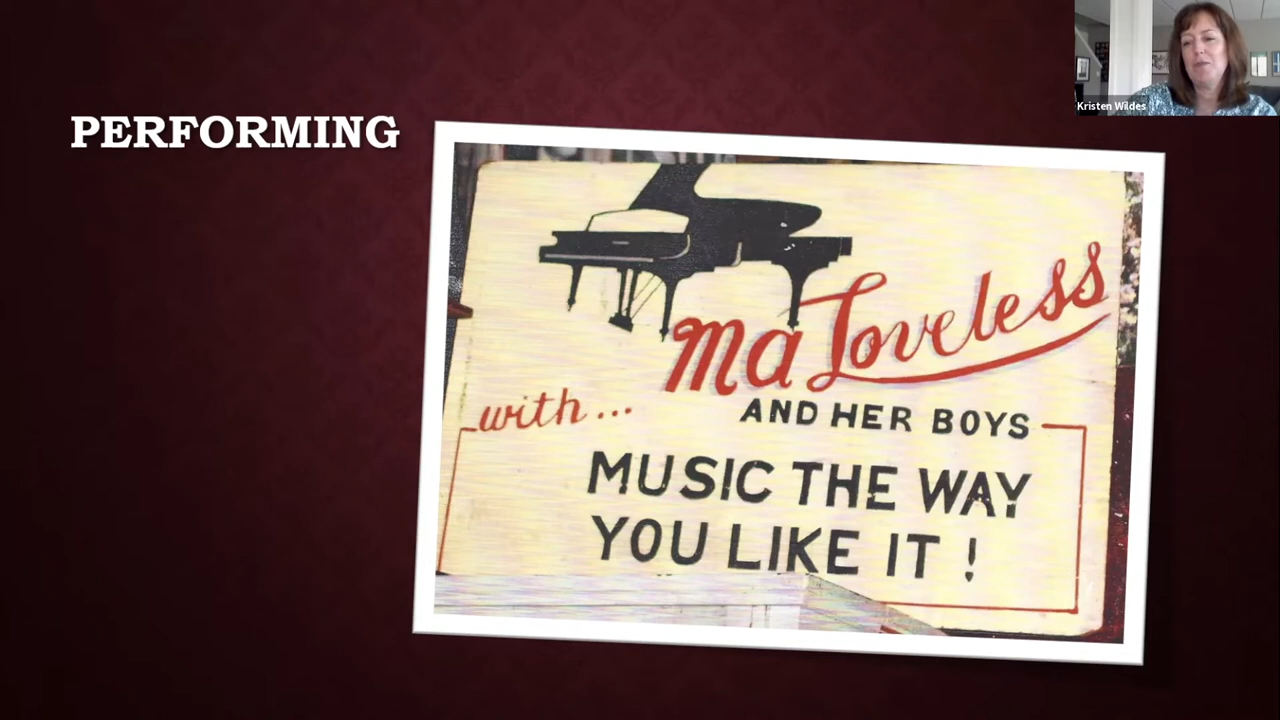 Kristen Wildes
PERFORMING
Ma Loveless
with... AND HER BOYS
MUSIC THE WAY
YOU LIKE IT !